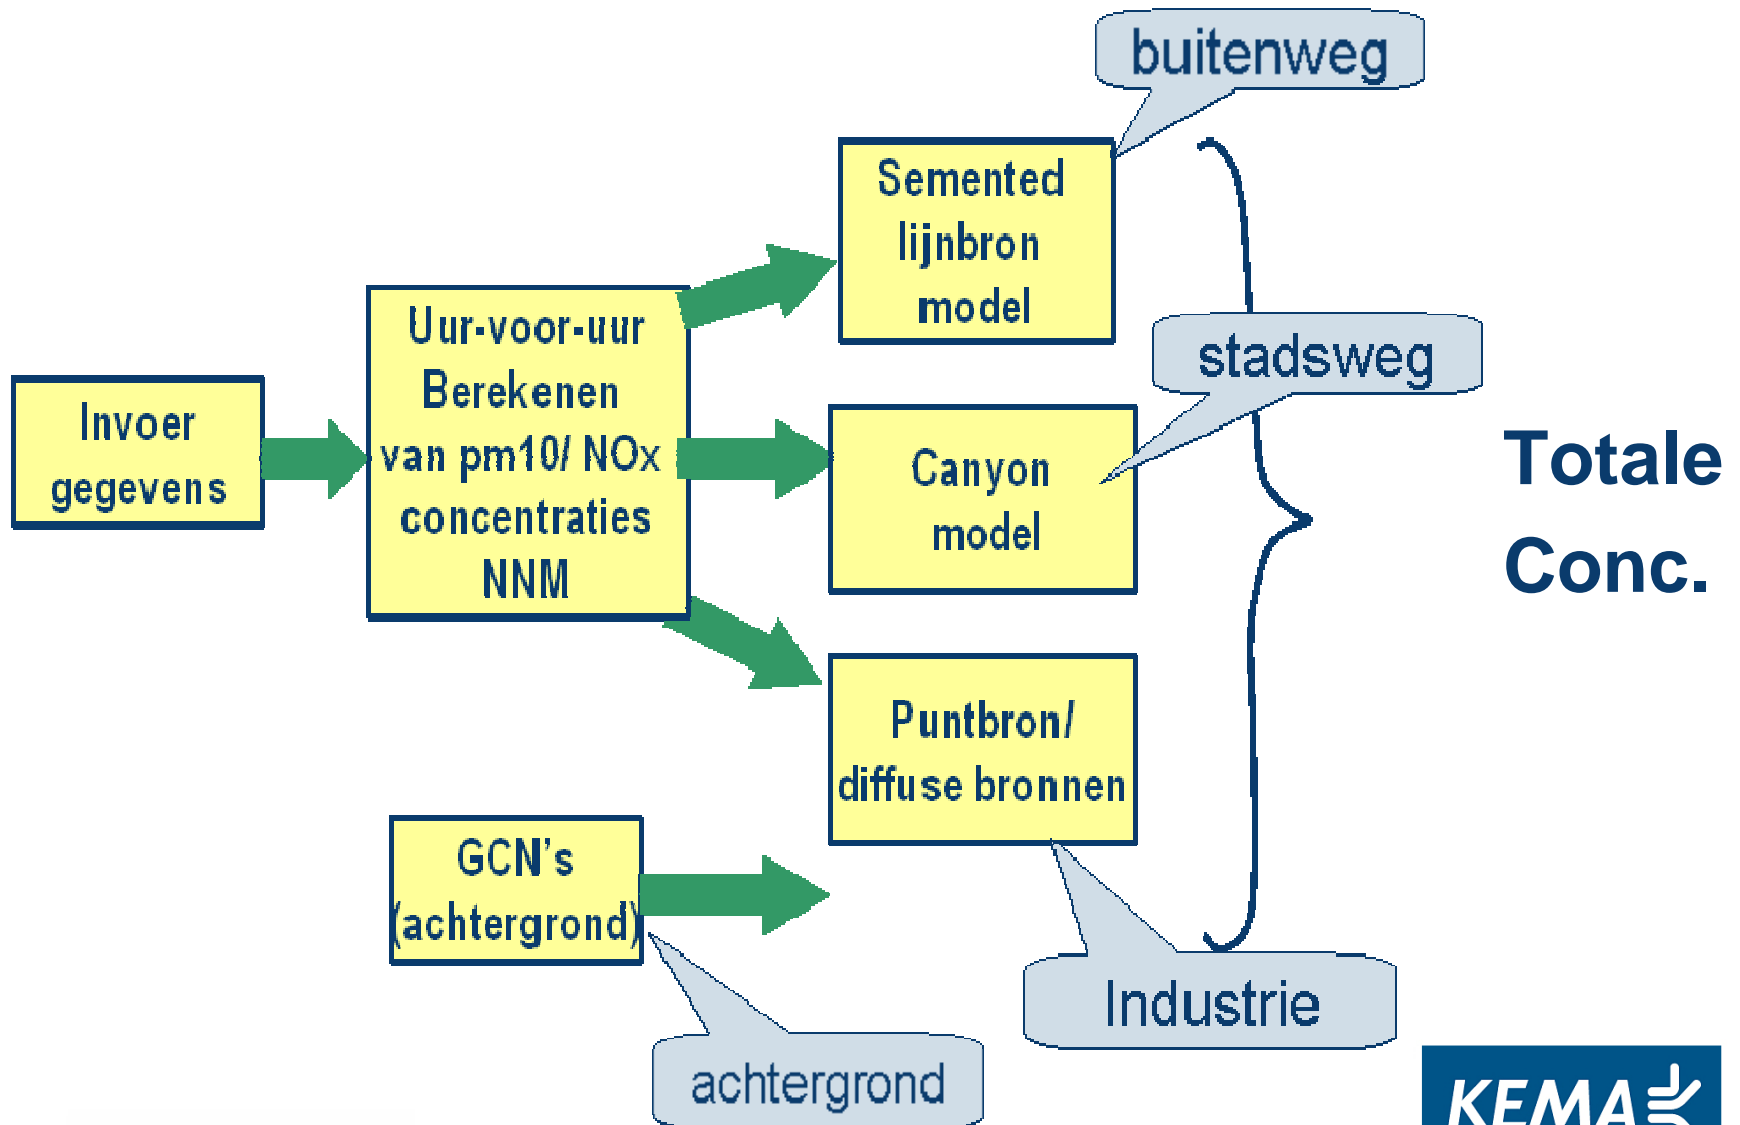 buitenweg
Semented
lijnbron
model
Uur-voor-uur
Berekenen
van pm10/ NOx
concentraties
NNM
Invoer
gegevens
stadsweg
Canyon
model
Totale
Conc.
Puntbron/
diffuse bronnen
GCN's
(achtergrond)
Industrie
achtergrond
KEMA